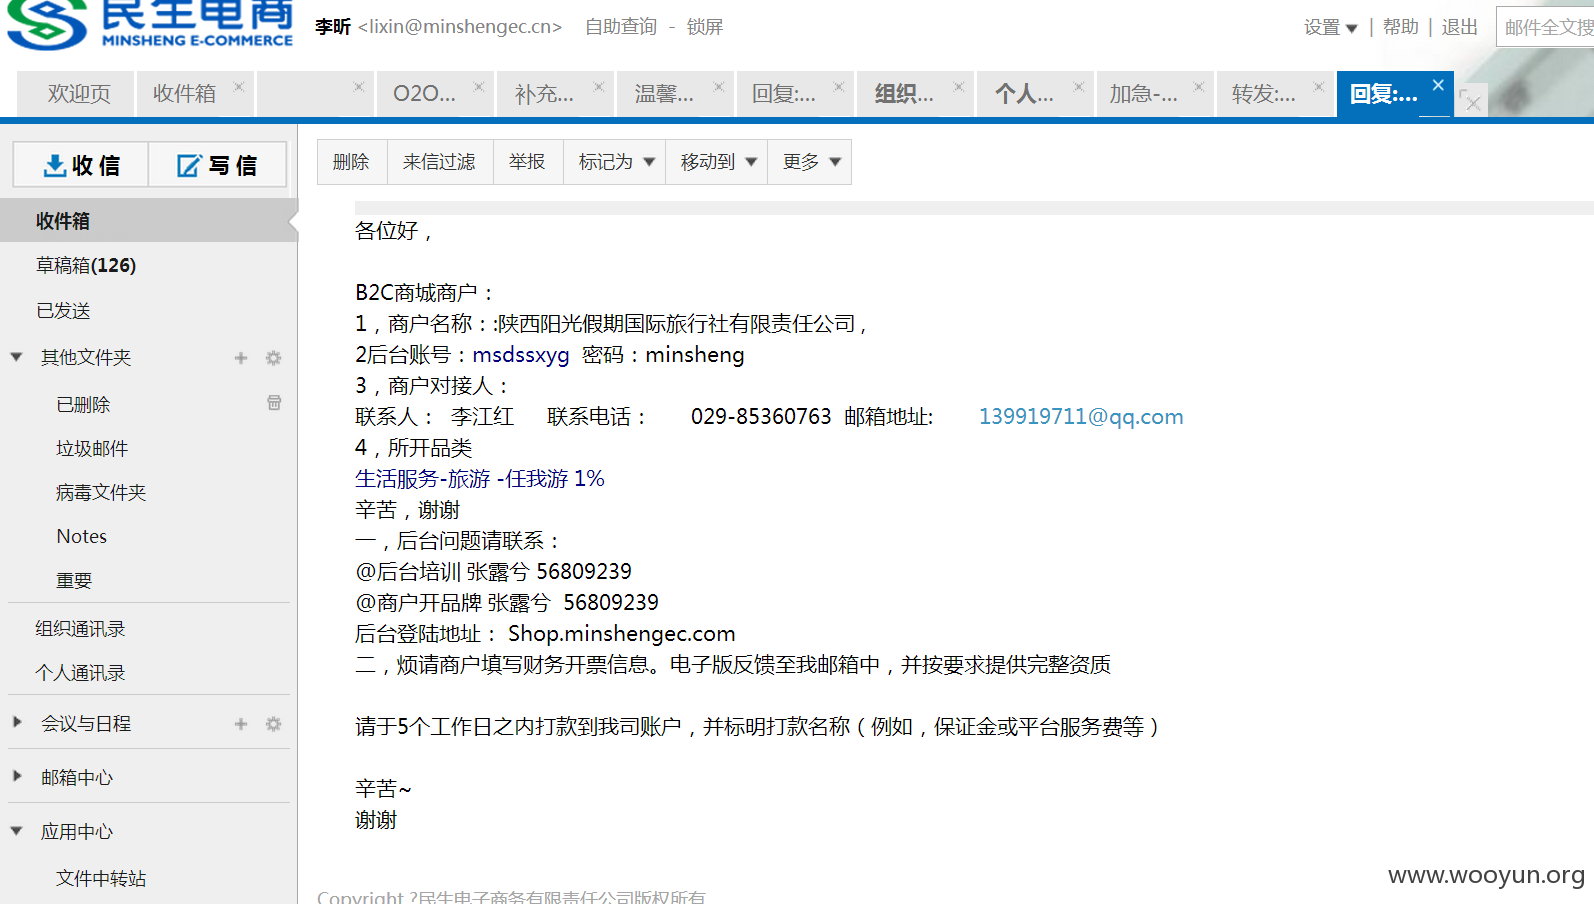 民生电商
MINSHENG E-COMMERCE
李昕 <lixin@minshengec.cn> 自助查询 - 锁屏
设置 | 帮助 | 退出 邮件全文搜
欢迎页 收件箱 O2O... 补充... 温馨... 回复:... 组织... 个人... 加急-... 转发:... 回复:...
收信 写信
删除 来信过滤 举报 标记为 移动到 更多
收件箱
草稿箱(126)
已发送
其他文件夹
已删除
垃圾邮件
病毒文件夹
Notes
重要
组织通讯录
个人通讯录
会议与日程
邮箱中心
应用中心
文件中转站
各位好，
B2C商城商户：
1，商户名称：:陕西阳光假期国际旅行社有限责任公司，
2后台账号：msdssxyg 密码：minsheng
3，商户对接人：
联系人： 李江红 联系电话： 029-85360763 邮箱地址: 139919711@qq.com
4，所开品类
生活服务-旅游 -任我游 1%
辛苦，谢谢
一，后台问题请联系：
@后台培训 张露兮 56809239
@商户开品牌 张露兮 56809239
后台登陆地址： Shop.minshengec.com
二，烦请商户填写财务开票信息。电子版反馈至我邮箱中，并按要求提供完整资质
请于5个工作日之内打款到我司账户，并标明打款名称（例如，保证金或平台服务费等）
辛苦~
谢谢
Copyright ?民生电子商务有限责任公司版权所有
www.wooyun.org